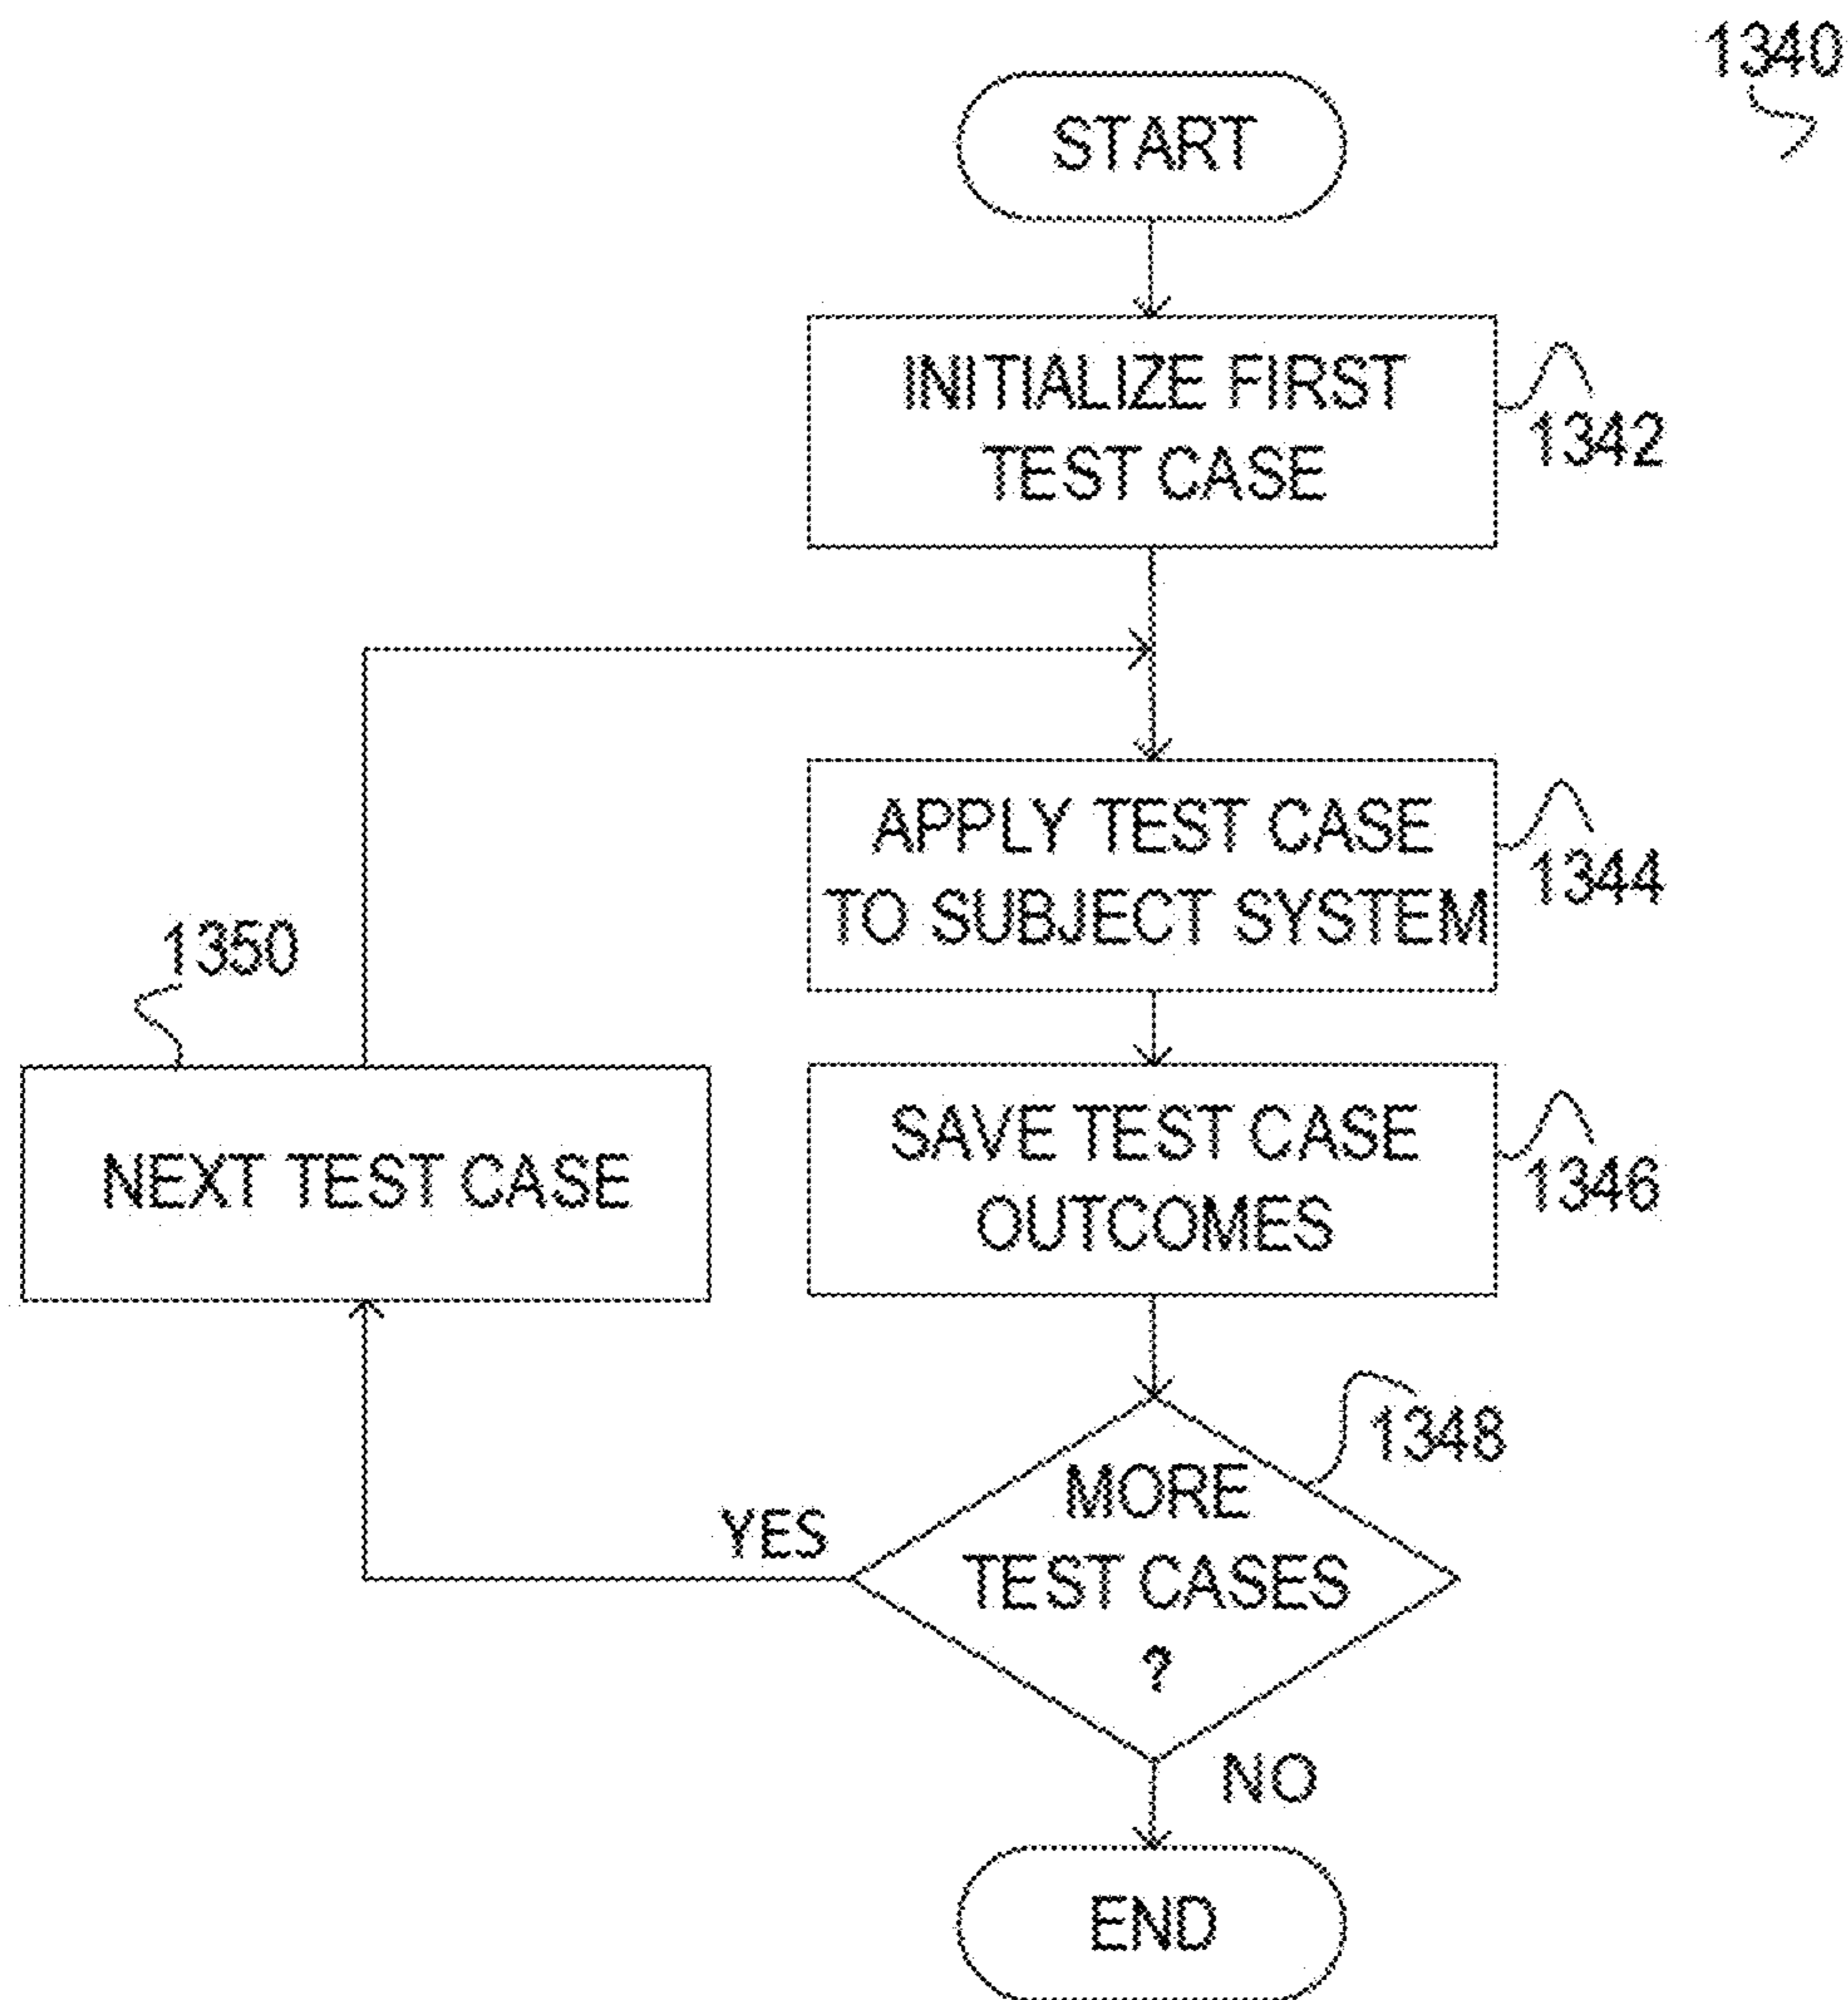 1340
START
INITIALIZE FIRST
TEST CASE
1342
APPLY TEST CASE
TO SUBJECT SYSTEM
1344
1350
NEXT TEST CASE
SAVE TEST CASE
OUTCOMES
1346
1348
MORE
TEST CASES
?
YES
NO
END